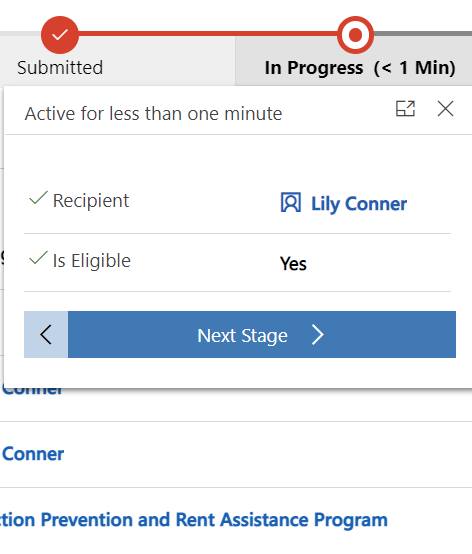 Submitted
In Progress (< 1 Min)
Active for less than one minute
Recipient
Lily Conner
Is Eligible
Yes
Next Stage
Conner
Conner
Prevention and Rent Assistance Program